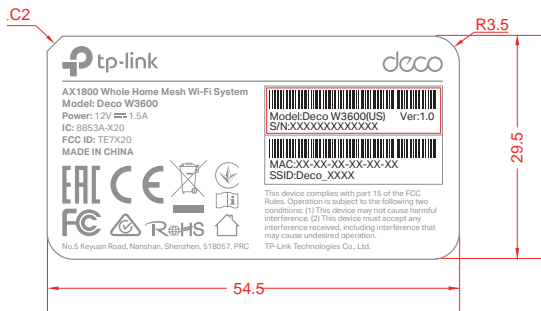 .C2
R3.5
tp-link
deco
AX1800 Whole Home Mesh Wi-Fi System
Model: Deco W3600
Power: 12V 1.5A
IC: 8853A-X20
FCC ID: TE7X20
MADE IN CHINA
Model:Deco W3600(US) Ver:1.0
S/N:XXXXXXXXXXXXX
MAC:XX-XX-XX-XX-XX-XX
SSID:Deco_XXXX
EAC CE
FC RoHS
This device complies with part 15 of the FCC
Rules. Operation is subject to the following two
conditions: (1) This device may not cause harmful
interference. (2) This device must accept any
interference received, including interference that
may cause undesired operation.
No.5 Keyuan Road, Nanshan, Shenzhen, 518057, PRC
TP-Link Technologies Co., Ltd.
29.5
54.5